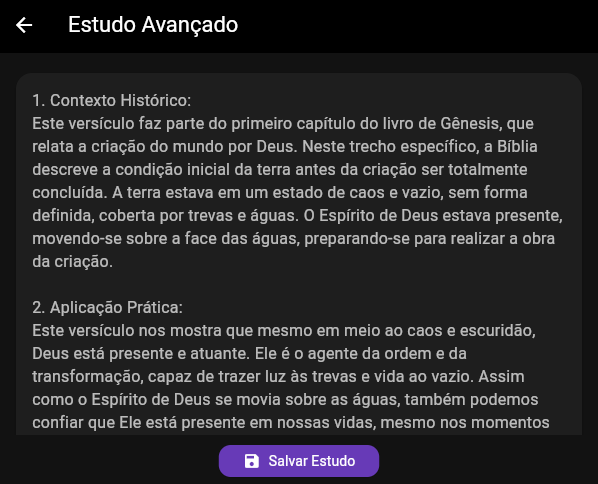 Estudo Avançado
1. Contexto Histórico:
Este versículo faz parte do primeiro capítulo do livro de Gênesis, que
relata a criação do mundo por Deus. Neste trecho específico, a Bíblia
descreve a condição inicial da terra antes da criação ser totalmente
concluída. A terra estava em um estado de caos e vazio, sem forma
definida, coberta por trevas e águas. O Espírito de Deus estava presente,
movendo-se sobre a face das águas, preparando-se para realizar a obra
da criação.
2. Aplicação Prática:
Este versículo nos mostra que mesmo em meio ao caos e escuridão,
Deus está presente e atuante. Ele é o agente da ordem e da
transformação, capaz de trazer luz às trevas e vida ao vazio. Assim
como o Espírito de Deus se movia sobre as águas, também podemos
confiar que Ele está presente em nossas vidas, mesmo nos momentos
Salvar Estudo